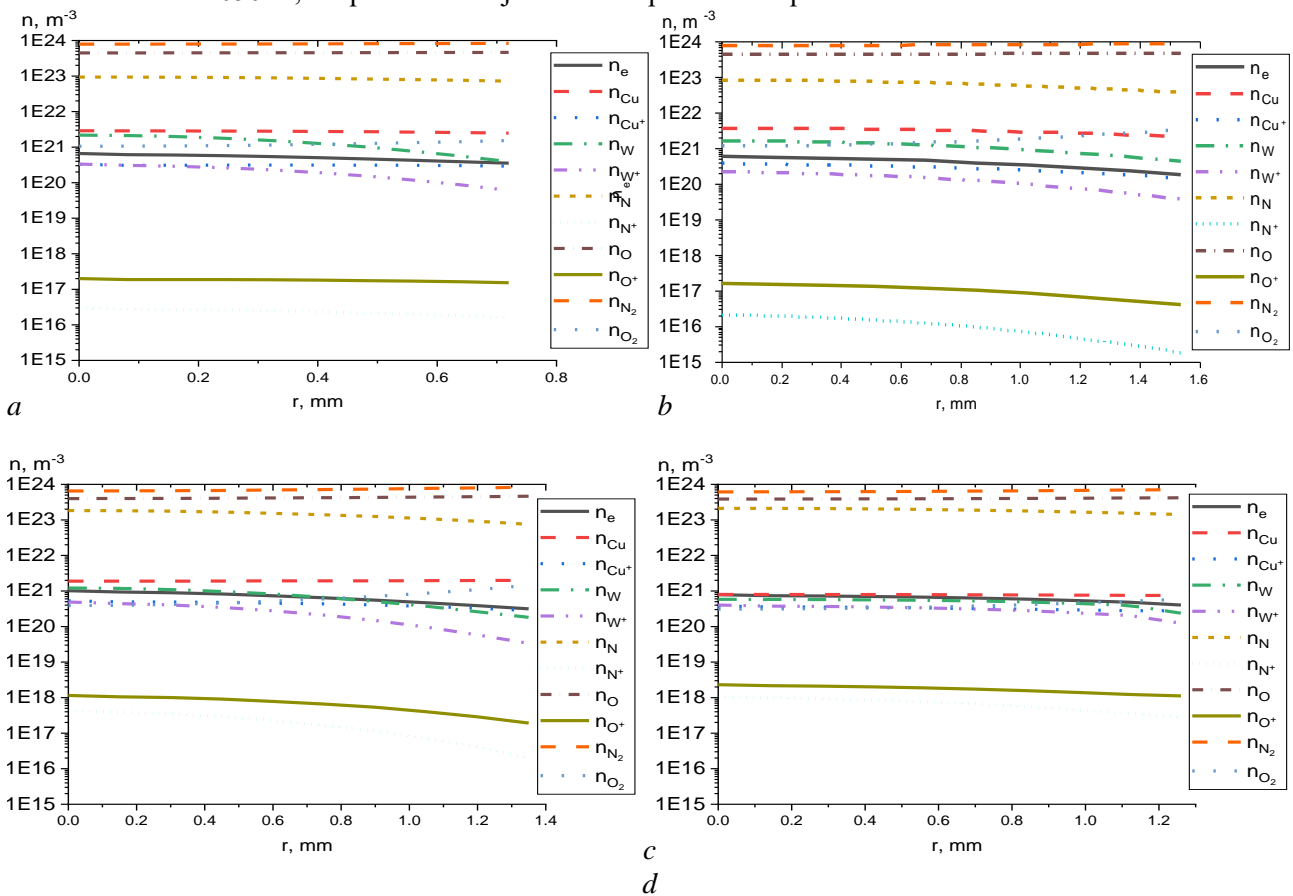 n, m⁻³
1E24
1E23
1E22
1E21
1E20
1E19
1E18
1E17
1E16
1E15
0.0 0.2 0.4 0.6 0.8
r, mm
a
nₑ
n_Cu
n_Cu⁺
n_W
n_W⁺
n_N
n_N⁺
n_O
n_O⁺
n_N₂
n_O₂
n, m⁻³
1E24
1E23
1E22
1E21
1E20
1E19
1E18
1E17
1E16
1E15
0.0 0.2 0.4 0.6 0.8 1.0 1.2 1.4 1.6
r, mm
b
nₑ
n_Cu
n_Cu⁺
n_W
n_W⁺
n_N
n_N⁺
n_O
n_O⁺
n_N₂
n_O₂
n, m⁻³
1E24
1E23
1E22
1E21
1E20
1E19
1E18
1E17
1E16
1E15
0.0 0.2 0.4 0.6 0.8 1.0 1.2 1.4
r, mm
nₑ
n_Cu
n_Cu⁺
n_W
n_W⁺
n_N
n_N⁺
n_O
n_O⁺
n_N₂
n_O₂
n, m⁻³
1E24
1E23
1E22
1E21
1E20
1E19
1E18
1E17
1E16
1E15
0.0 0.2 0.4 0.6 0.8 1.0 1.2
r, mm
nₑ
n_Cu
n_Cu⁺
n_W
n_W⁺
n_N
n_N⁺
n_O
n_O⁺
n_N₂
n_O₂
c
d